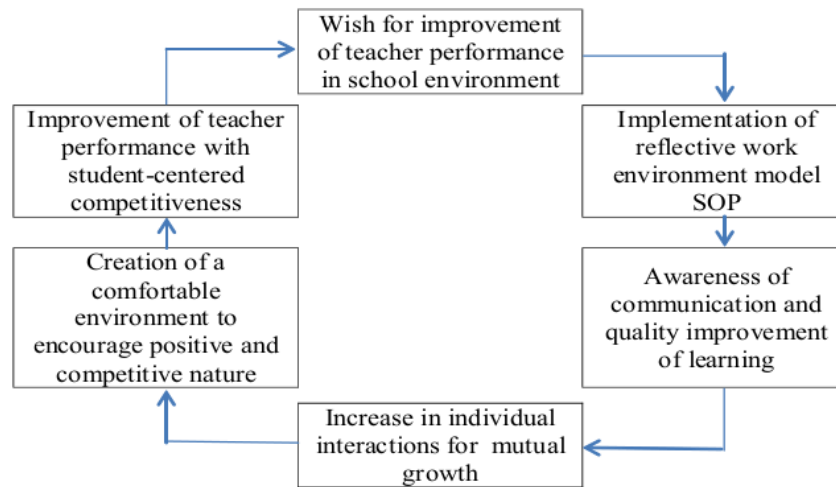 Wish for improvement
of teacher performance
in school environment
Implementation of
reflective work
environment model
SOP
Awareness of
communication and
quality improvement
of learning
Increase in individual
interactions for mutual
growth
Creation of a
comfortable
environment to
encourage positive and
competitive nature
Improvement of teacher
performance with
student-centered
competitiveness